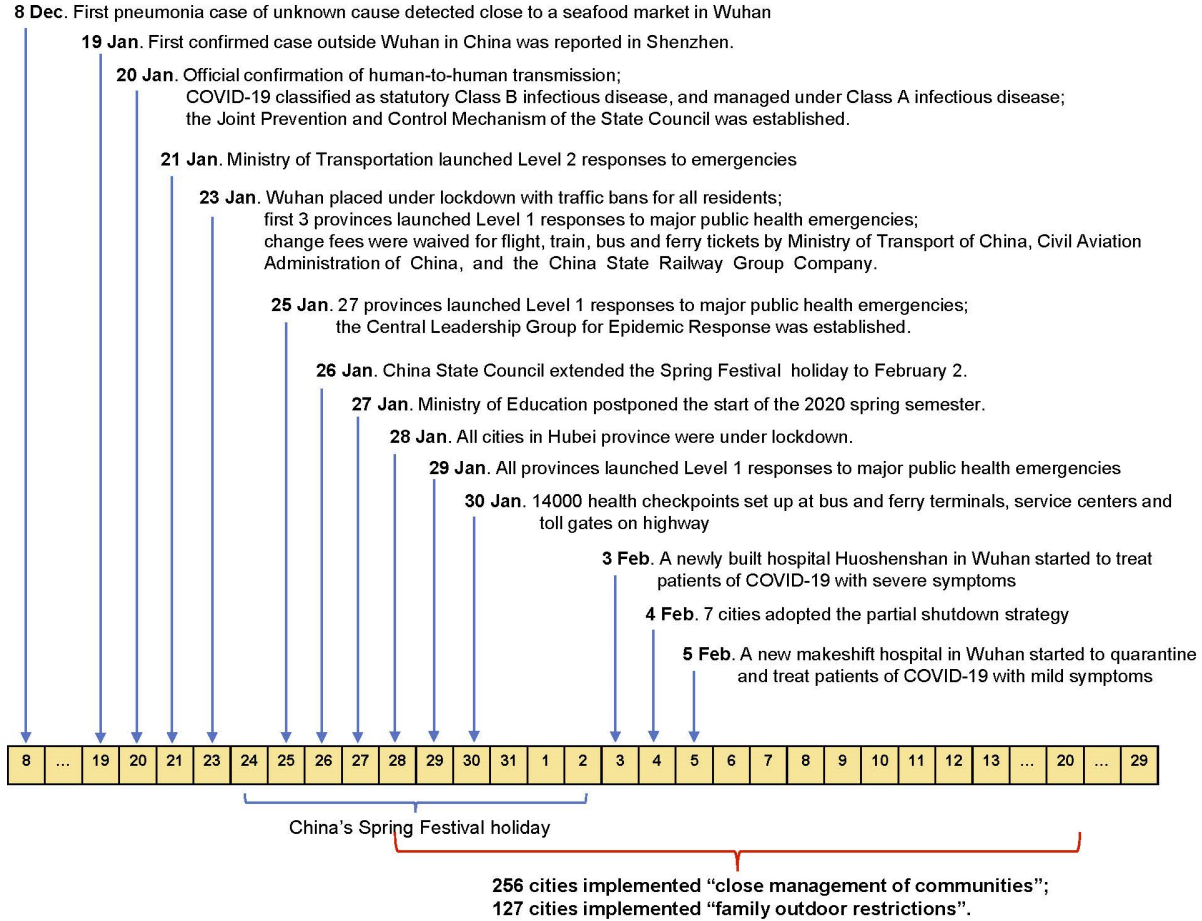 8 Dec. First pneumonia case of unknown cause detected close to a seafood market in Wuhan
19 Jan. First confirmed case outside Wuhan in China was reported in Shenzhen.
20 Jan. Official confirmation of human-to-human transmission;
COVID-19 classified as statutory Class B infectious disease, and managed under Class A infectious disease;
the Joint Prevention and Control Mechanism of the State Council was established.
21 Jan. Ministry of Transportation launched Level 2 responses to emergencies
23 Jan. Wuhan placed under lockdown with traffic bans for all residents;
first 3 provinces launched Level 1 responses to major public health emergencies;
change fees were waived for flight, train, bus and ferry tickets by Ministry of Transport of China, Civil Aviation
Administration of China, and the China State Railway Group Company.
25 Jan. 27 provinces launched Level 1 responses to major public health emergencies;
the Central Leadership Group for Epidemic Response was established.
26 Jan. China State Council extended the Spring Festival holiday to February 2.
27 Jan. Ministry of Education postponed the start of the 2020 spring semester.
28 Jan. All cities in Hubei province were under lockdown.
29 Jan. All provinces launched Level 1 responses to major public health emergencies
30 Jan. 14000 health checkpoints set up at bus and ferry terminals, service centers and
toll gates on highway
3 Feb. A newly built hospital Huoshenshan in Wuhan started to treat
patients of COVID-19 with severe symptoms
4 Feb. 7 cities adopted the partial shutdown strategy
5 Feb. A new makeshift hospital in Wuhan started to quarantine
and treat patients of COVID-19 with mild symptoms
8 ... 19 20 21 23 24 25 26 27 28 29 30 31 1 2 3 4 5 6 7 8 9 10 11 12 13 ... 20 ... 29
China's Spring Festival holiday
256 cities implemented “close management of communities”;
127 cities implemented “family outdoor restrictions”.